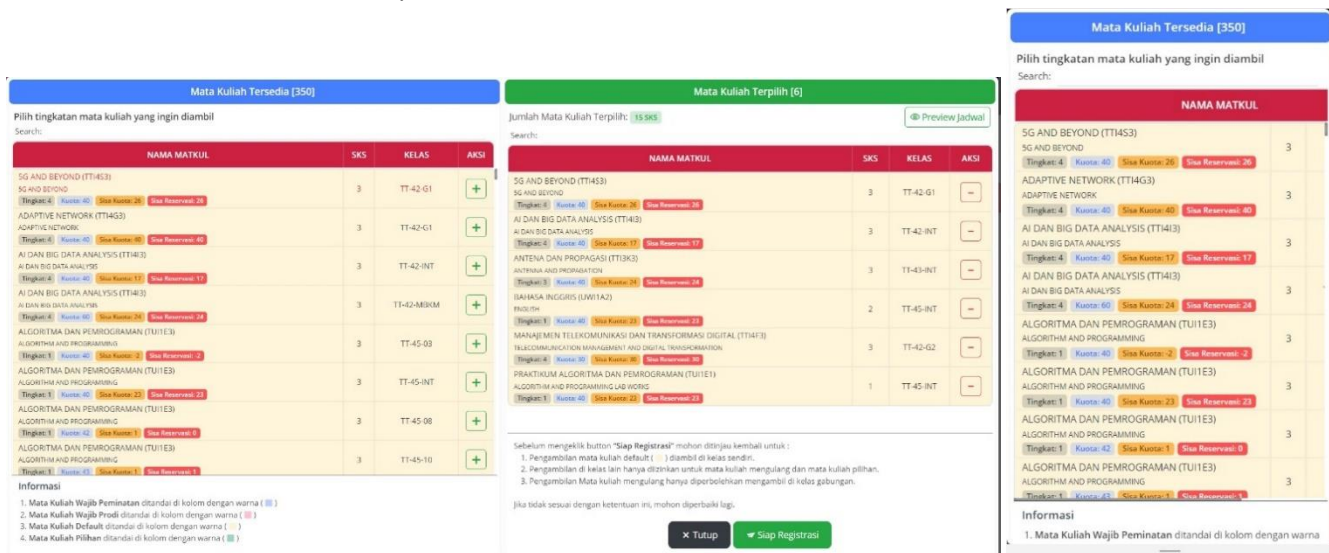 Mata Kuliah Tersedia [350]
Pilih tingkatan mata kuliah yang ingin diambil
Search:
NAMA MATKUL SKS KELAS AKSI
5G AND BEYOND (TTI4S3)
5G AND BEYOND
3 TT-42-G1 +
Tingkat: 4 Kuota: 40 Sisa Kuota: 26 Sisa Reservasi: 26
ADAPTIVE NETWORK (TTI4G3)
ADAPTIVE NETWORK
3 TT-42-G1 +
Tingkat: 4 Kuota: 40 Sisa Kuota: 40 Sisa Reservasi: 40
AI DAN BIG DATA ANALYSIS (TTI4I3)
AI DAN BIG DATA ANALYSIS
3 TT-42-INT +
Tingkat: 4 Kuota: 40 Sisa Kuota: 17 Sisa Reservasi: 17
AI DAN BIG DATA ANALYSIS (TTI4I3)
AI DAN BIG DATA ANALYSIS
3 TT-42-MBKM +
Tingkat: 4 Kuota: 60 Sisa Kuota: 24 Sisa Reservasi: 24
ALGORITMA DAN PEMROGRAMAN (TUI1E3)
ALGORITHM AND PROGRAMMING
3 TT-45-03 +
Tingkat: 1 Kuota: 40 Sisa Kuota: -2 Sisa Reservasi: -2
ALGORITMA DAN PEMROGRAMAN (TUI1E3)
ALGORITHM AND PROGRAMMING
3 TT-45-INT +
Tingkat: 1 Kuota: 40 Sisa Kuota: 23 Sisa Reservasi: 23
ALGORITMA DAN PEMROGRAMAN (TUI1E3)
ALGORITHM AND PROGRAMMING
3 TT-45-08 +
Tingkat: 1 Kuota: 42 Sisa Kuota: 1 Sisa Reservasi: 0
ALGORITMA DAN PEMROGRAMAN (TUI1E3)
ALGORITHM AND PROGRAMMING
3 TT-45-10 +
Tingkat: 1 Kuota: 43 Sisa Kuota: 1 Sisa Reservasi: 1
Informasi
1. Mata Kuliah Wajib Peminatan ditandai di kolom dengan warna ( )
2. Mata Kuliah Wajib Prodi ditandai di kolom dengan warna ( )
3. Mata Kuliah Default ditandai di kolom dengan warna ( )
4. Mata Kuliah Pilihan ditandai di kolom dengan warna ( )
Mata Kuliah Terpilih [6]
Jumlah Mata Kuliah Terpilih: 15 SKS Preview Jadwal
Search:
NAMA MATKUL SKS KELAS AKSI
5G AND BEYOND (TTI4S3)
5G AND BEYOND
3 TT-42-G1 -
Tingkat: 4 Kuota: 40 Sisa Kuota: 26 Sisa Reservasi: 26
AI DAN BIG DATA ANALYSIS (TTI4I3)
AI DAN BIG DATA ANALYSIS
3 TT-42-INT -
Tingkat: 4 Kuota: 40 Sisa Kuota: 17 Sisa Reservasi: 17
ANTENA DAN PROPAGASI (TTI3K3)
ANTENNA AND PROPAGATION
3 TT-43-INT -
Tingkat: 3 Kuota: 40 Sisa Kuota: 24 Sisa Reservasi: 24
BAHASA INGGRIS (UWI1A2)
ENGLISH
2 TT-45-INT -
Tingkat: 1 Kuota: 40 Sisa Kuota: 23 Sisa Reservasi: 23
MANAJEMEN TELEKOMUNIKASI DAN TRANSFORMASI DIGITAL (TTI4F3)
TELECOMMUNICATION MANAGEMENT AND DIGITAL TRANSFORMATION
3 TT-42-G2 -
Tingkat: 4 Kuota: 30 Sisa Kuota: 30 Sisa Reservasi: 30
PRAKTIKUM ALGORITMA DAN PEMROGRAMAN (TUI1E1)
ALGORITHM AND PROGRAMMING LAB WORKS
1 TT-45-INT -
Tingkat: 1 Kuota: 40 Sisa Kuota: 23 Sisa Reservasi: 23
Sebelum mengeklik button "Siap Registrasi" mohon ditinjau kembali untuk :
1. Pengambilan mata kuliah default ( ) diambil di kelas sendiri.
2. Pengambilan di kelas lain hanya diizinkan untuk mata kuliah mengulang dan mata kuliah pilihan.
3. Pengambilan Mata kuliah mengulang hanya diperbolehkan mengambil di kelas gabungan.
Jika tidak sesuai dengan ketentuan ini, mohon diperbaiki lagi.
× Tutup Siap Registrasi
Mata Kuliah Tersedia [350]
Pilih tingkatan mata kuliah yang ingin diambil
Search:
NAMA MATKUL
5G AND BEYOND (TTI4S3)
5G AND BEYOND
3
Tingkat: 4 Kuota: 40 Sisa Kuota: 26 Sisa Reservasi: 26
ADAPTIVE NETWORK (TTI4G3)
ADAPTIVE NETWORK
3
Tingkat: 4 Kuota: 40 Sisa Kuota: 40 Sisa Reservasi: 40
AI DAN BIG DATA ANALYSIS (TTI4I3)
AI DAN BIG DATA ANALYSIS
3
Tingkat: 4 Kuota: 40 Sisa Kuota: 17 Sisa Reservasi: 17
AI DAN BIG DATA ANALYSIS (TTI4I3)
AI DAN BIG DATA ANALYSIS
3
Tingkat: 4 Kuota: 60 Sisa Kuota: 24 Sisa Reservasi: 24
ALGORITMA DAN PEMROGRAMAN (TUI1E3)
ALGORITHM AND PROGRAMMING
3
Tingkat: 1 Kuota: 40 Sisa Kuota: -2 Sisa Reservasi: -2
ALGORITMA DAN PEMROGRAMAN (TUI1E3)
ALGORITHM AND PROGRAMMING
3
Tingkat: 1 Kuota: 40 Sisa Kuota: 23 Sisa Reservasi: 23
ALGORITMA DAN PEMROGRAMAN (TUI1E3)
ALGORITHM AND PROGRAMMING
3
Tingkat: 1 Kuota: 42 Sisa Kuota: 1 Sisa Reservasi: 0
ALGORITMA DAN PEMROGRAMAN (TUI1E3)
ALGORITHM AND PROGRAMMING
3
Tingkat: 1 Kuota: 43 Sisa Kuota: 1 Sisa Reservasi: 1
Informasi
1. Mata Kuliah Wajib Peminatan ditandai di kolom dengan warna